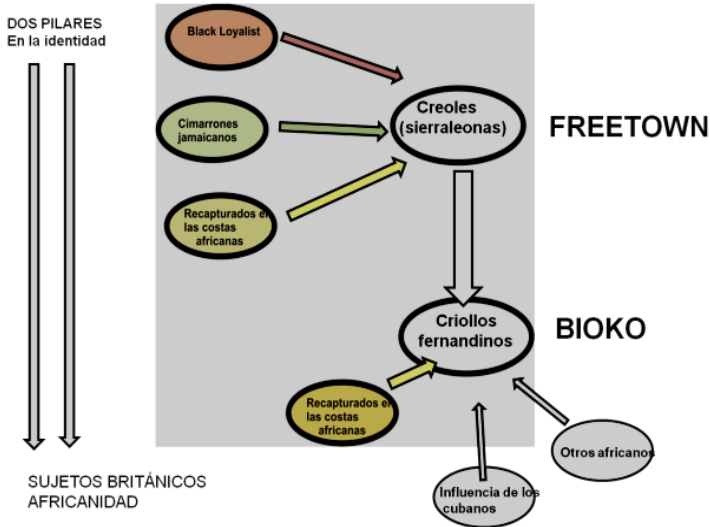 DOS PILARES
En la identidad
Black Loyalist
Cimarrones
jamaicanos
Creoles
(sierraleonas)
FREETOWN
Recapturados en
las costas
africanas
Criollos
fernandinos
BIOKO
Recapturados en
las costas
africanas
Otros africanos
SUJETOS BRITÁNICOS
AFRICANIDAD
Influencia de los
cubanos